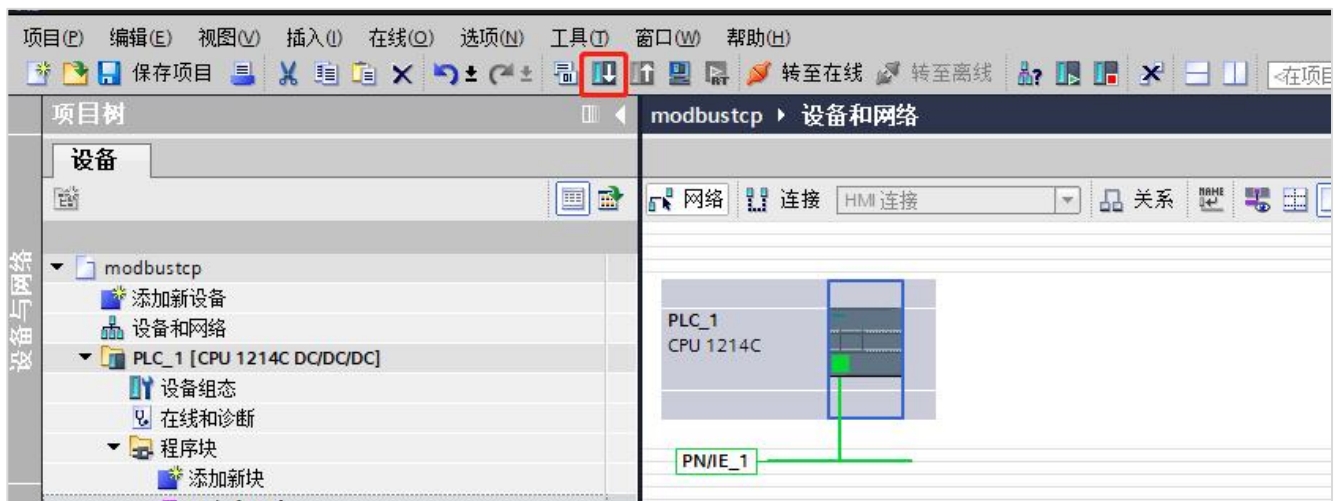 项目(P) 编辑(E) 视图(V) 插入(I) 在线(O) 选项(N) 工具(T) 窗口(W) 帮助(H)
保存项目 RT 转至在线 转至离线 <在项目
项目树
modbustcp 设备和网络
设备
网络 连接 HMI 连接 关系 NAME
设备与网络
modbustcp
添加新设备
设备和网络
PLC_1 [CPU 1214C DC/DC/DC]
设备组态
在线和诊断
程序块
添加新块
PLC_1
CPU 1214C
PN/IE_1